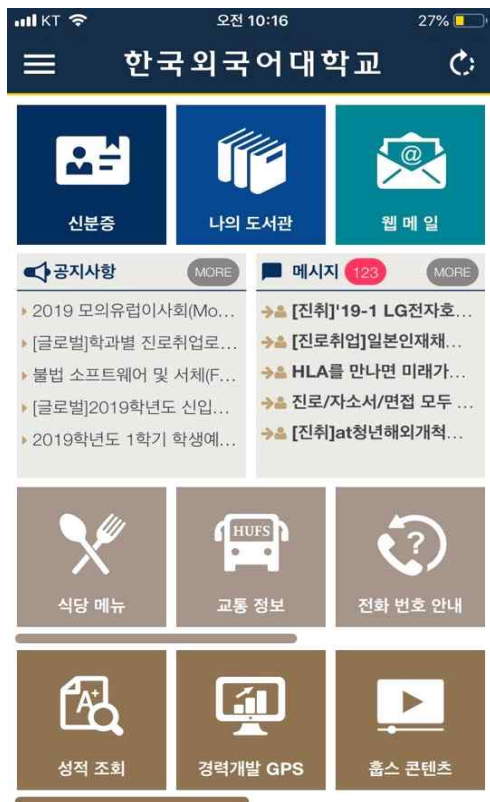 KT 오전 10:16 27%
한국외국어대학교
@
신분증 나의 도서관 웹 메 일
공지사항 MORE
2019 모의유럽이사회(Mo...
[글로벌]학과별 진로취업로...
불법 소프트웨어 및 서체(F...
[글로벌]2019학년도 신입...
2019학년도 1학기 학생예...
메시지 123 MORE
[진취]'19-1 LG전자호...
[진로취업]일본인재채...
HLA를 만나면 미래가...
진로/자소서/면접 모두 ...
[진취]at청년해외개척...
HUFS ?
식당 메뉴 교통 정보 전화 번호 안내
A+
성적 조회 경력개발 GPS 훕스 콘텐츠